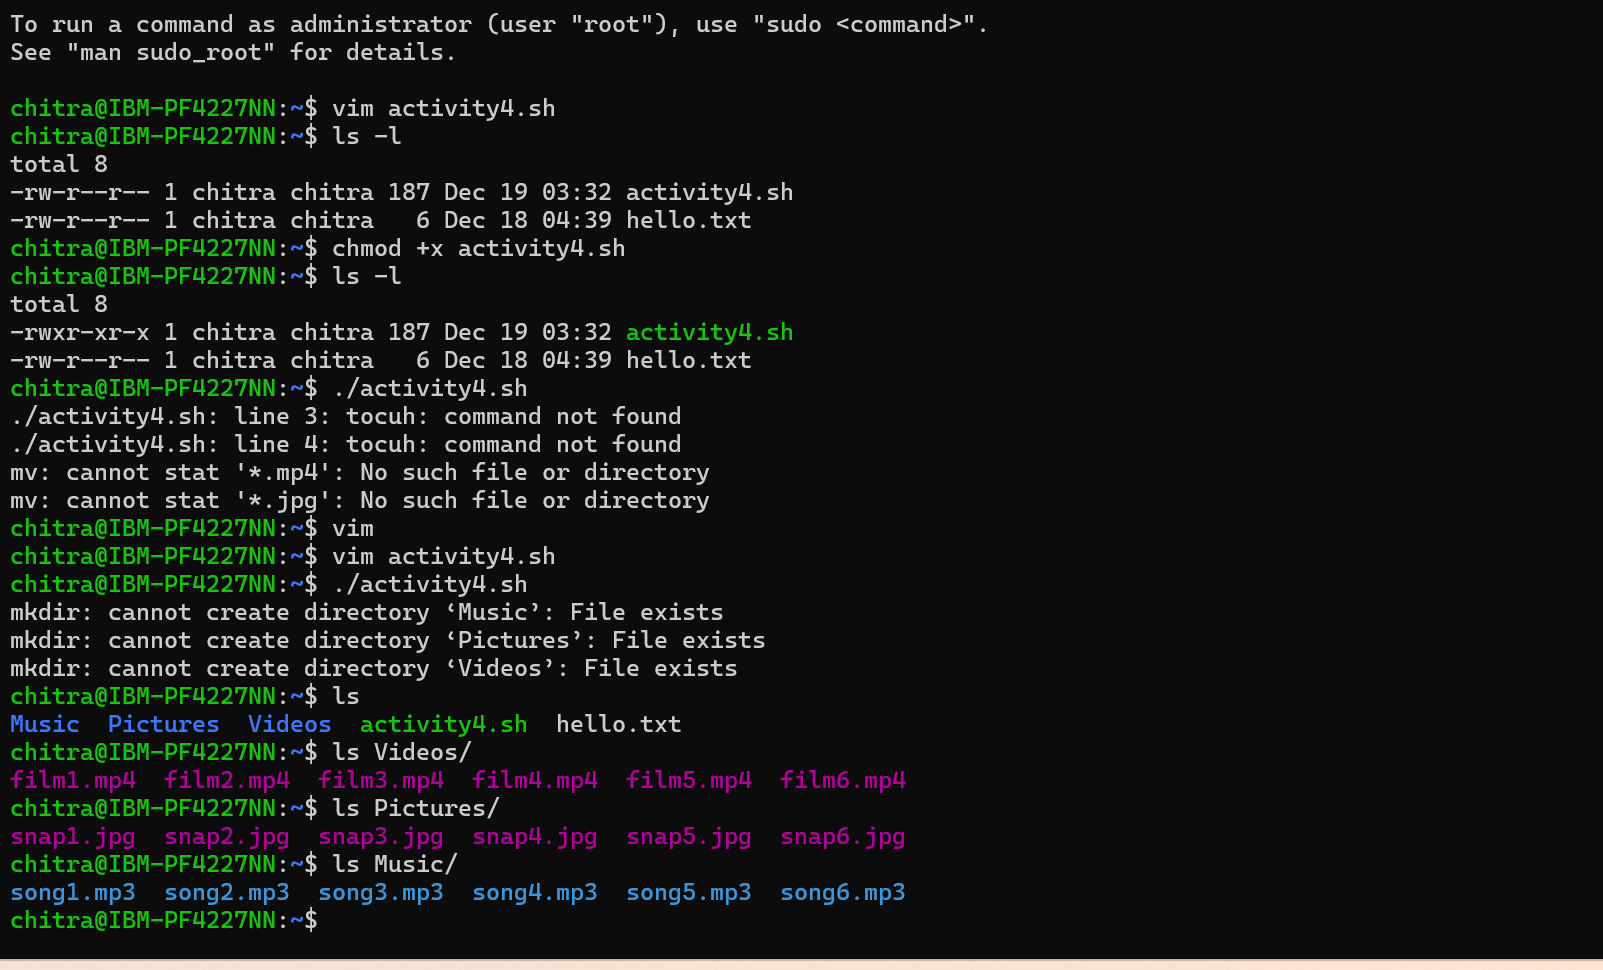 To run a command as administrator (user "root"), use "sudo <command>".
See "man sudo_root" for details.

chitra@IBM-PF4227NN:~$ vim activity4.sh
chitra@IBM-PF4227NN:~$ ls -l
total 8
-rw-r--r-- 1 chitra chitra 187 Dec 19 03:32 activity4.sh
-rw-r--r-- 1 chitra chitra   6 Dec 18 04:39 hello.txt
chitra@IBM-PF4227NN:~$ chmod +x activity4.sh
chitra@IBM-PF4227NN:~$ ls -l
total 8
-rwxr-xr-x 1 chitra chitra 187 Dec 19 03:32 activity4.sh
-rw-r--r-- 1 chitra chitra   6 Dec 18 04:39 hello.txt
chitra@IBM-PF4227NN:~$ ./activity4.sh
./activity4.sh: line 3: tocuh: command not found
./activity4.sh: line 4: tocuh: command not found
mv: cannot stat '*.mp4': No such file or directory
mv: cannot stat '*.jpg': No such file or directory
chitra@IBM-PF4227NN:~$ vim
chitra@IBM-PF4227NN:~$ vim activity4.sh
chitra@IBM-PF4227NN:~$ ./activity4.sh
mkdir: cannot create directory ‘Music’: File exists
mkdir: cannot create directory ‘Pictures’: File exists
mkdir: cannot create directory ‘Videos’: File exists
chitra@IBM-PF4227NN:~$ ls
Music  Pictures  Videos  activity4.sh  hello.txt
chitra@IBM-PF4227NN:~$ ls Videos/
film1.mp4  film2.mp4  film3.mp4  film4.mp4  film5.mp4  film6.mp4
chitra@IBM-PF4227NN:~$ ls Pictures/
snap1.jpg  snap2.jpg  snap3.jpg  snap4.jpg  snap5.jpg  snap6.jpg
chitra@IBM-PF4227NN:~$ ls Music/
song1.mp3  song2.mp3  song3.mp3  song4.mp3  song5.mp3  song6.mp3
chitra@IBM-PF4227NN:~$